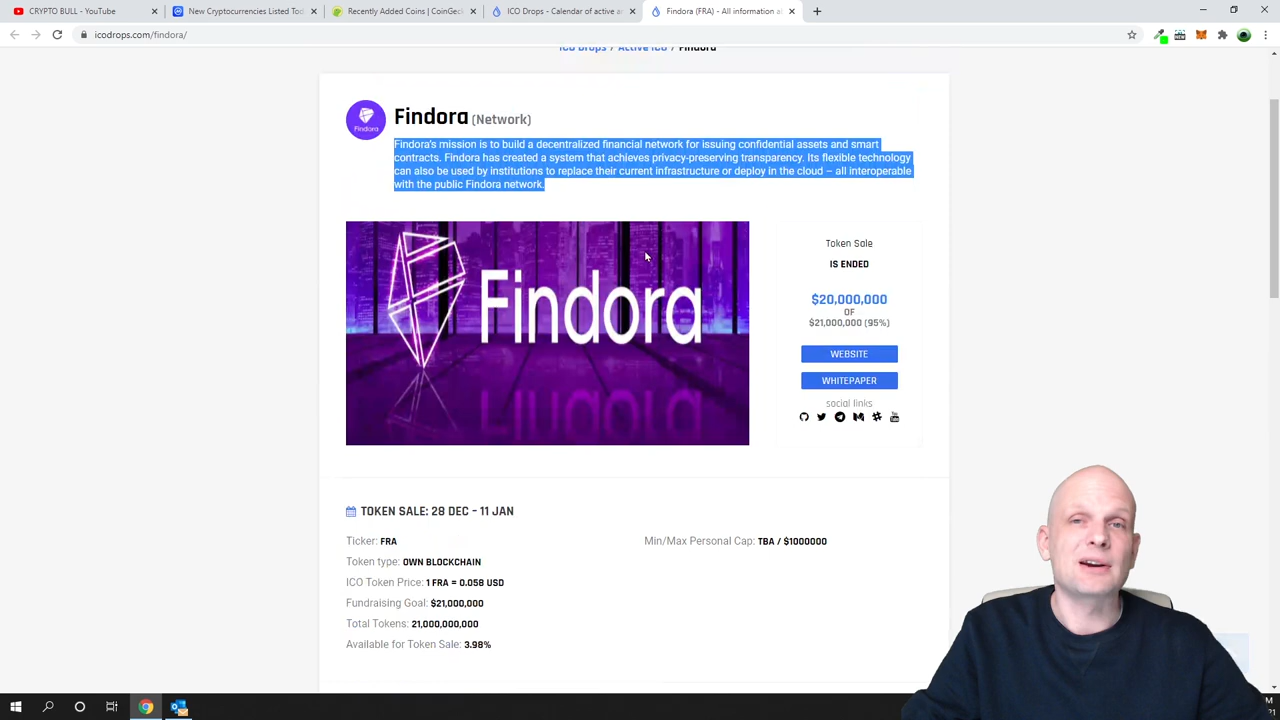 CRYPTO BULL - YouTube
New Cryptocurrencies Listed Tod
Recently Added Coins | CoinGec
ICO Drops - Calendar of active a
Findora (FRA) - All information a
icodrops.com/findora/
ICO Drops / Active ICO / Findora
Findora (Network)
Findora
Findora's mission is to build a decentralized financial network for issuing confidential assets and smart
contracts. Findora has created a system that achieves privacy-preserving transparency. Its flexible technology
can also be used by institutions to replace their current infrastructure or deploy in the cloud – all interoperable
with the public Findora network.
Findora
Token Sale
IS ENDED
$20,000,000
OF
$21,000,000 (95%)
WEBSITE
WHITEPAPER
social links
TOKEN SALE: 28 DEC – 11 JAN
Ticker: FRA
Min/Max Personal Cap: TBA / $1000000
Token type: OWN BLOCKCHAIN
ICO Token Price: 1 FRA = 0.058 USD
Fundraising Goal: $21,000,000
Total Tokens: 21,000,000,000
Available for Token Sale: 3.98%